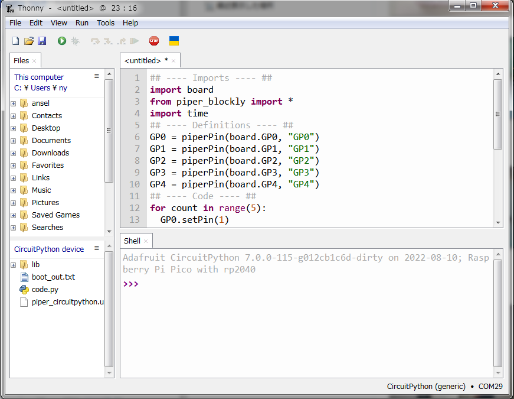 Thonny - <untitled> @ 23 : 16
File Edit View Run Tools Help
Files
This computer
C: ¥ Users ¥ ny
ansel
Contacts
Desktop
Documents
Downloads
Favorites
Links
Music
Pictures
Saved Games
Searches
CircuitPython device
lib
boot_out.txt
code.py
piper_circuitpython.u
<untitled> *
1 ## ---- Imports ---- ##
2 import board
3 from piper_blockly import *
4 import time
5 ## ---- Definitions ---- ##
6 GP0 = piperPin(board.GP0, "GP0")
7 GP1 = piperPin(board.GP1, "GP1")
8 GP2 = piperPin(board.GP2, "GP2")
9 GP3 = piperPin(board.GP3, "GP3")
10 GP4 = piperPin(board.GP4, "GP4")
11 ## ---- Code ---- ##
12 for count in range(5):
13 GP0.setPin(1)
Shell
Adafruit CircuitPython 7.0.0-115-g012cb1c6d-dirty on 2022-08-10; Rasp
berry Pi Pico with rp2040
>>>
CircuitPython (generic) • COM29